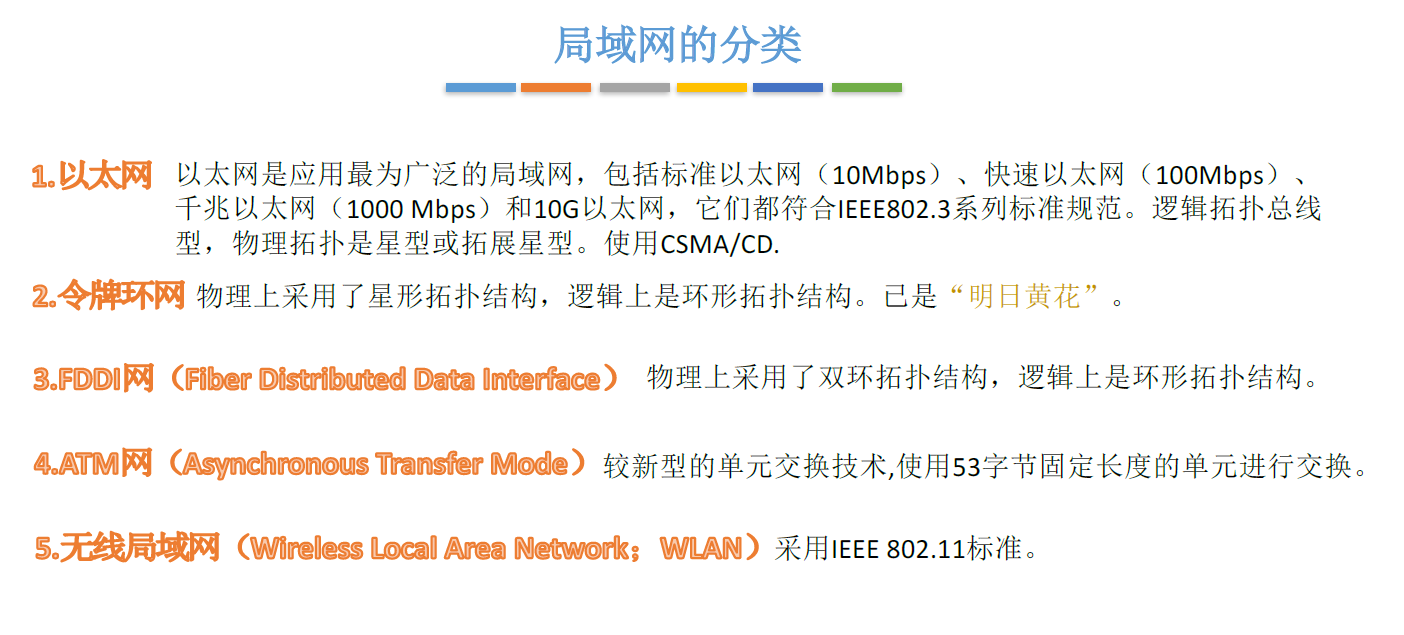 局域网的分类
1.以太网 以太网是应用最为广泛的局域网，包括标准以太网（10Mbps）、快速以太网（100Mbps）、
千兆以太网（1000 Mbps）和10G以太网，它们都符合IEEE802.3系列标准规范。逻辑拓扑总线
型，物理拓扑是星型或拓展星型。使用CSMA/CD.
2.令牌环网 物理上采用了星形拓扑结构，逻辑上是环形拓扑结构。已是“明日黄花”。
3.FDDI网（Fiber Distributed Data Interface） 物理上采用了双环拓扑结构，逻辑上是环形拓扑结构。
4.ATM网（Asynchronous Transfer Mode）较新型的单元交换技术,使用53字节固定长度的单元进行交换。
5.无线局域网（Wireless Local Area Network；WLAN）采用IEEE 802.11标准。